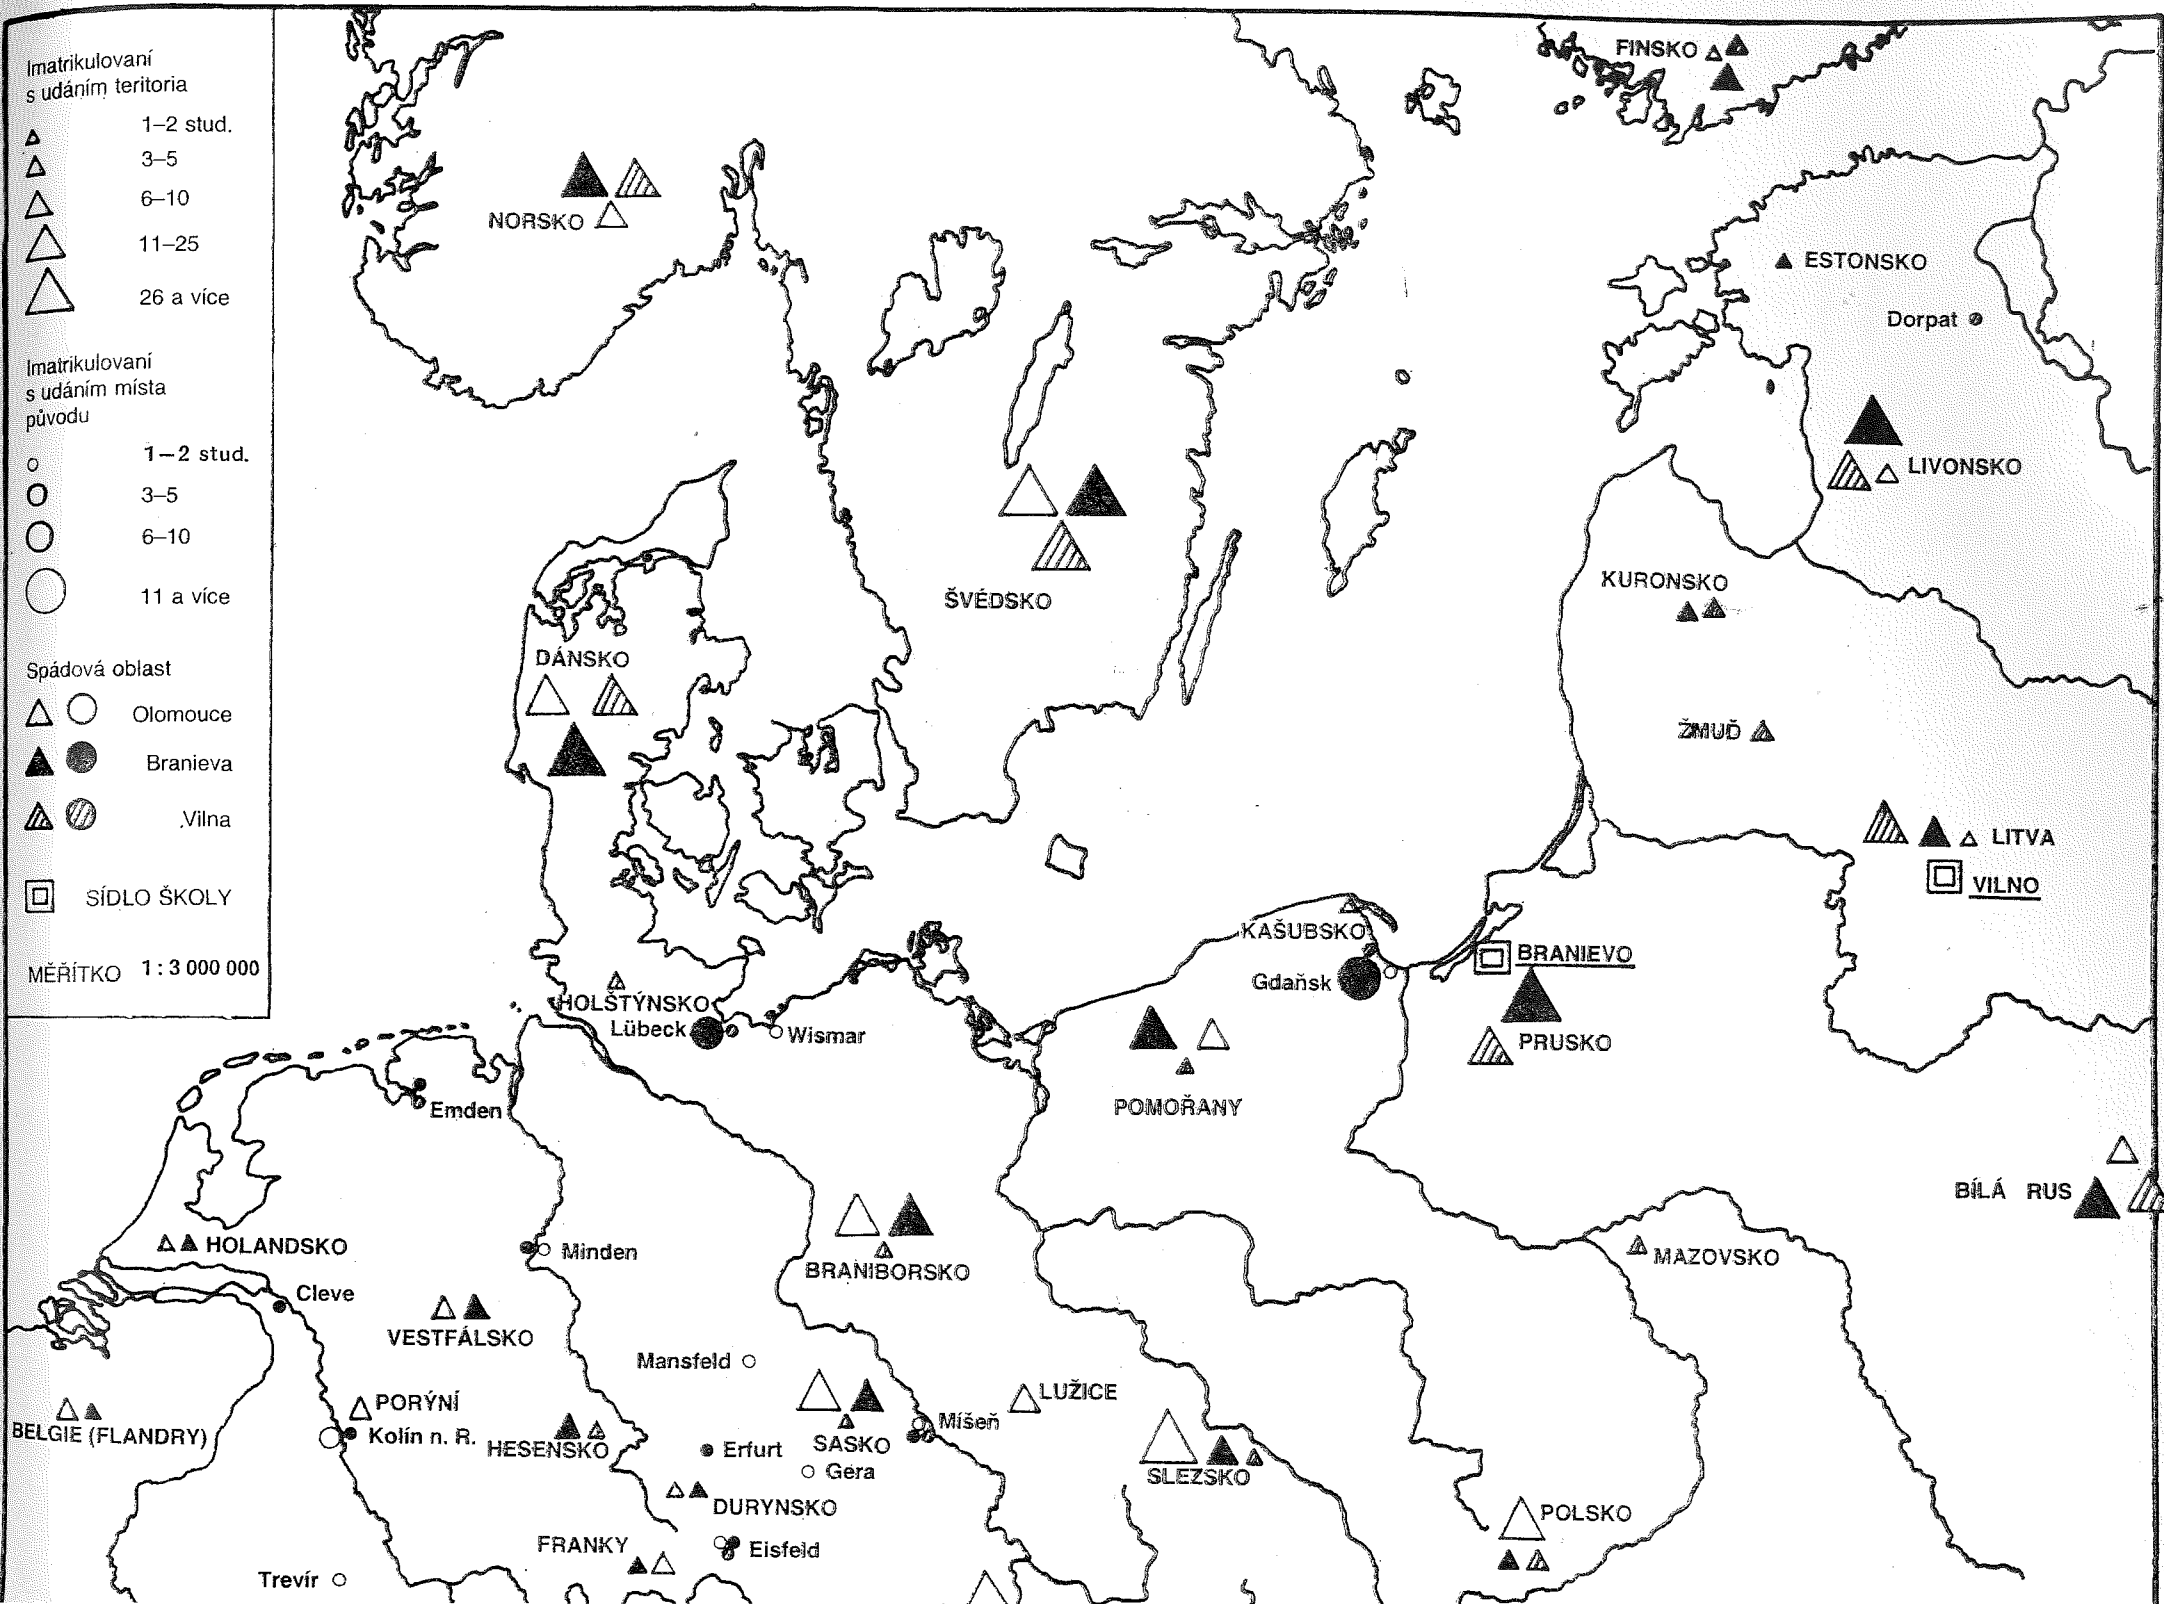 Imatrikulovaní
s udáním teritoria
1–2 stud.
3–5
6–10
11–25
26 a více
Imatrikulovaní
s udáním místa
původu
1–2 stud.
3–5
6–10
11 a více
Spádová oblast
Olomouce
Branieva
Vilna
SÍDLO ŠKOLY
MĚŘÍTKO 1 : 3 000 000
FINSKO
NORSKO
ESTONSKO
Dorpat
LIVONSKO
KURONSKO
ŠVÉDSKO
DÁNSKO
ŽMUĎ
LITVA
VILNO
KAŠUBSKO
BRANIEVO
Gdaňsk
HOLŠTÝNSKO
Lübeck
Wismar
PRUSKO
POMOŘANY
Emden
BÍLÁ RUS
HOLANDSKO
Minden
BRANIBORSKO
MAZOVSKO
Cleve
VESTFÁLSKO
Mansfeld
LUŽICE
PORÝNÍ
Míšeň
BELGIE (FLANDRY)
Kolín n. R.
HESENSKO
Erfurt
SASKO
Gera
SLEZSKO
DURYNSKO
POLSKO
FRANKY
Eisfeld
Trevír